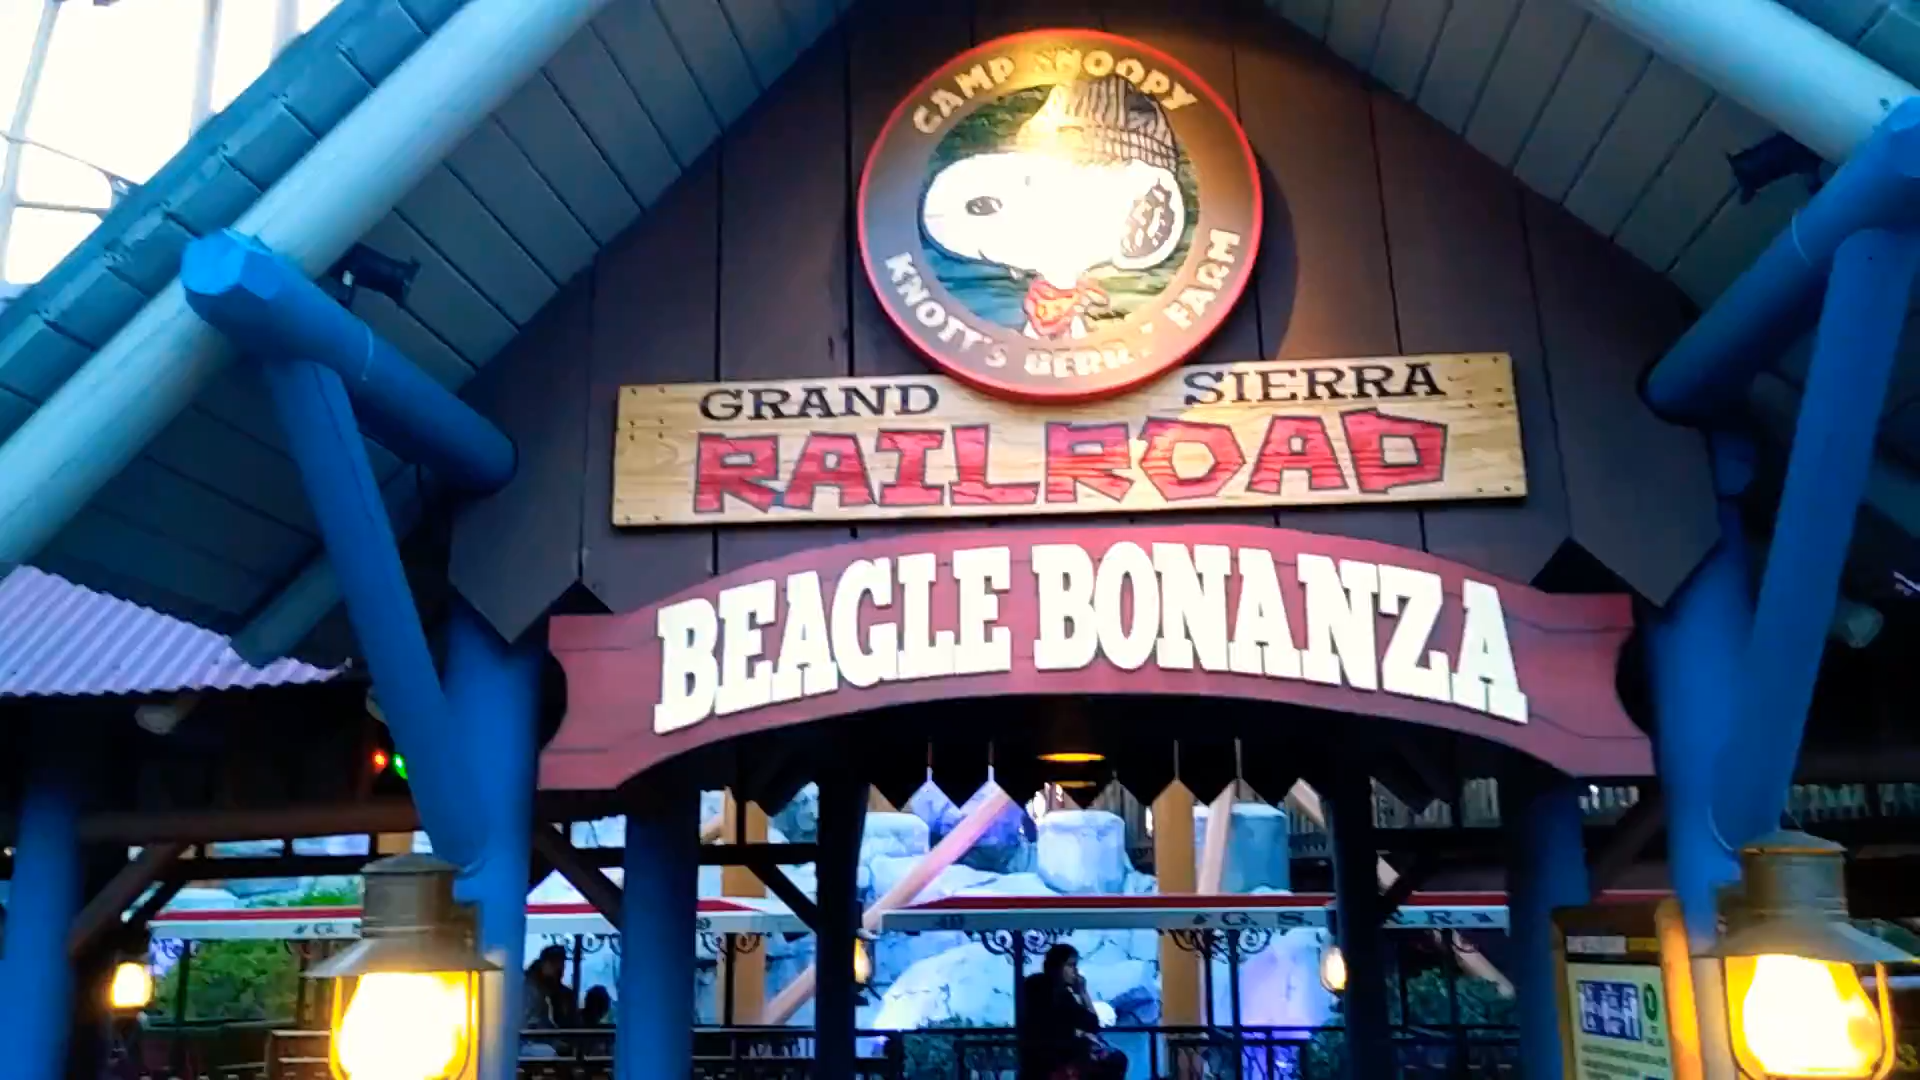 CAMP SNOOPY
KNOTT'S BERRY FARM
GRAND SIERRA
RAILROAD
BEAGLE BONANZA
G. S. R.R.